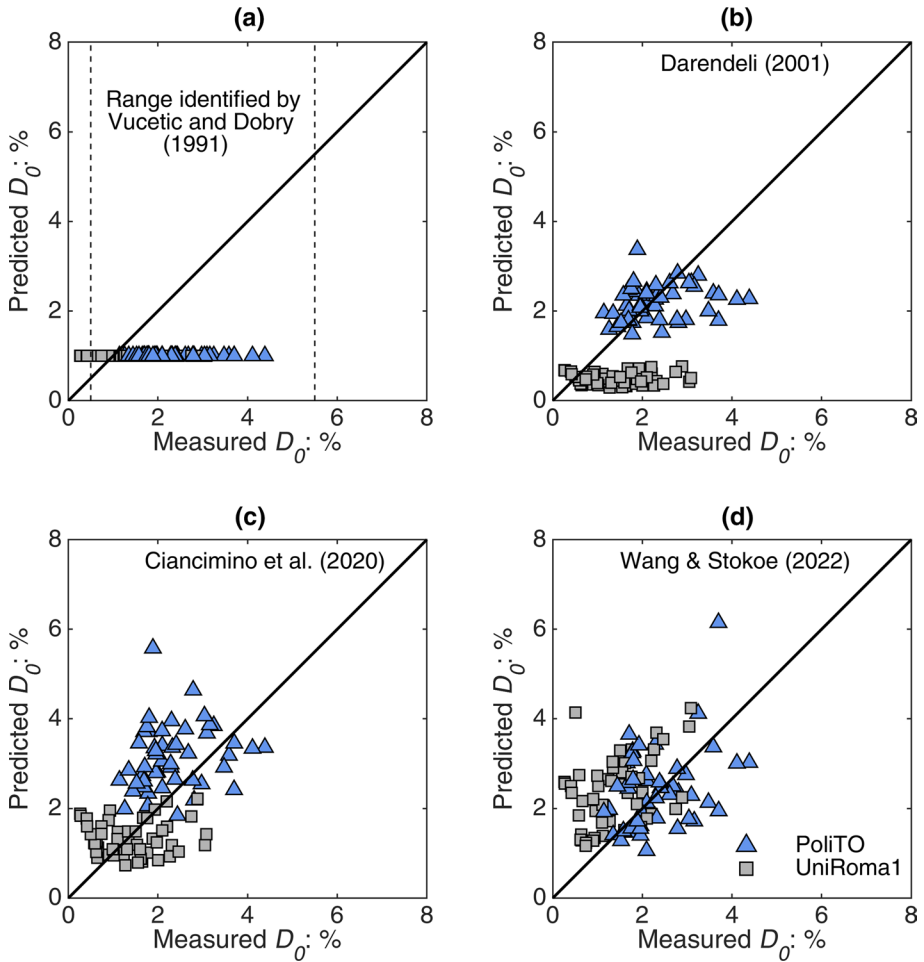 (a)
8
6
4
2
0
Predicted D0: %
Range identified by
Vucetic and Dobry
(1991)
0 2 4 6 8
Measured D0: %
(b)
8
6
4
2
0
Predicted D0: %
Darendeli (2001)
0 2 4 6 8
Measured D0: %
(c)
8
6
4
2
0
Predicted D0: %
Ciancimino et al. (2020)
0 2 4 6 8
Measured D0: %
(d)
8
6
4
2
0
Predicted D0: %
Wang & Stokoe (2022)
PoliTO
UniRoma1
0 2 4 6 8
Measured D0: %